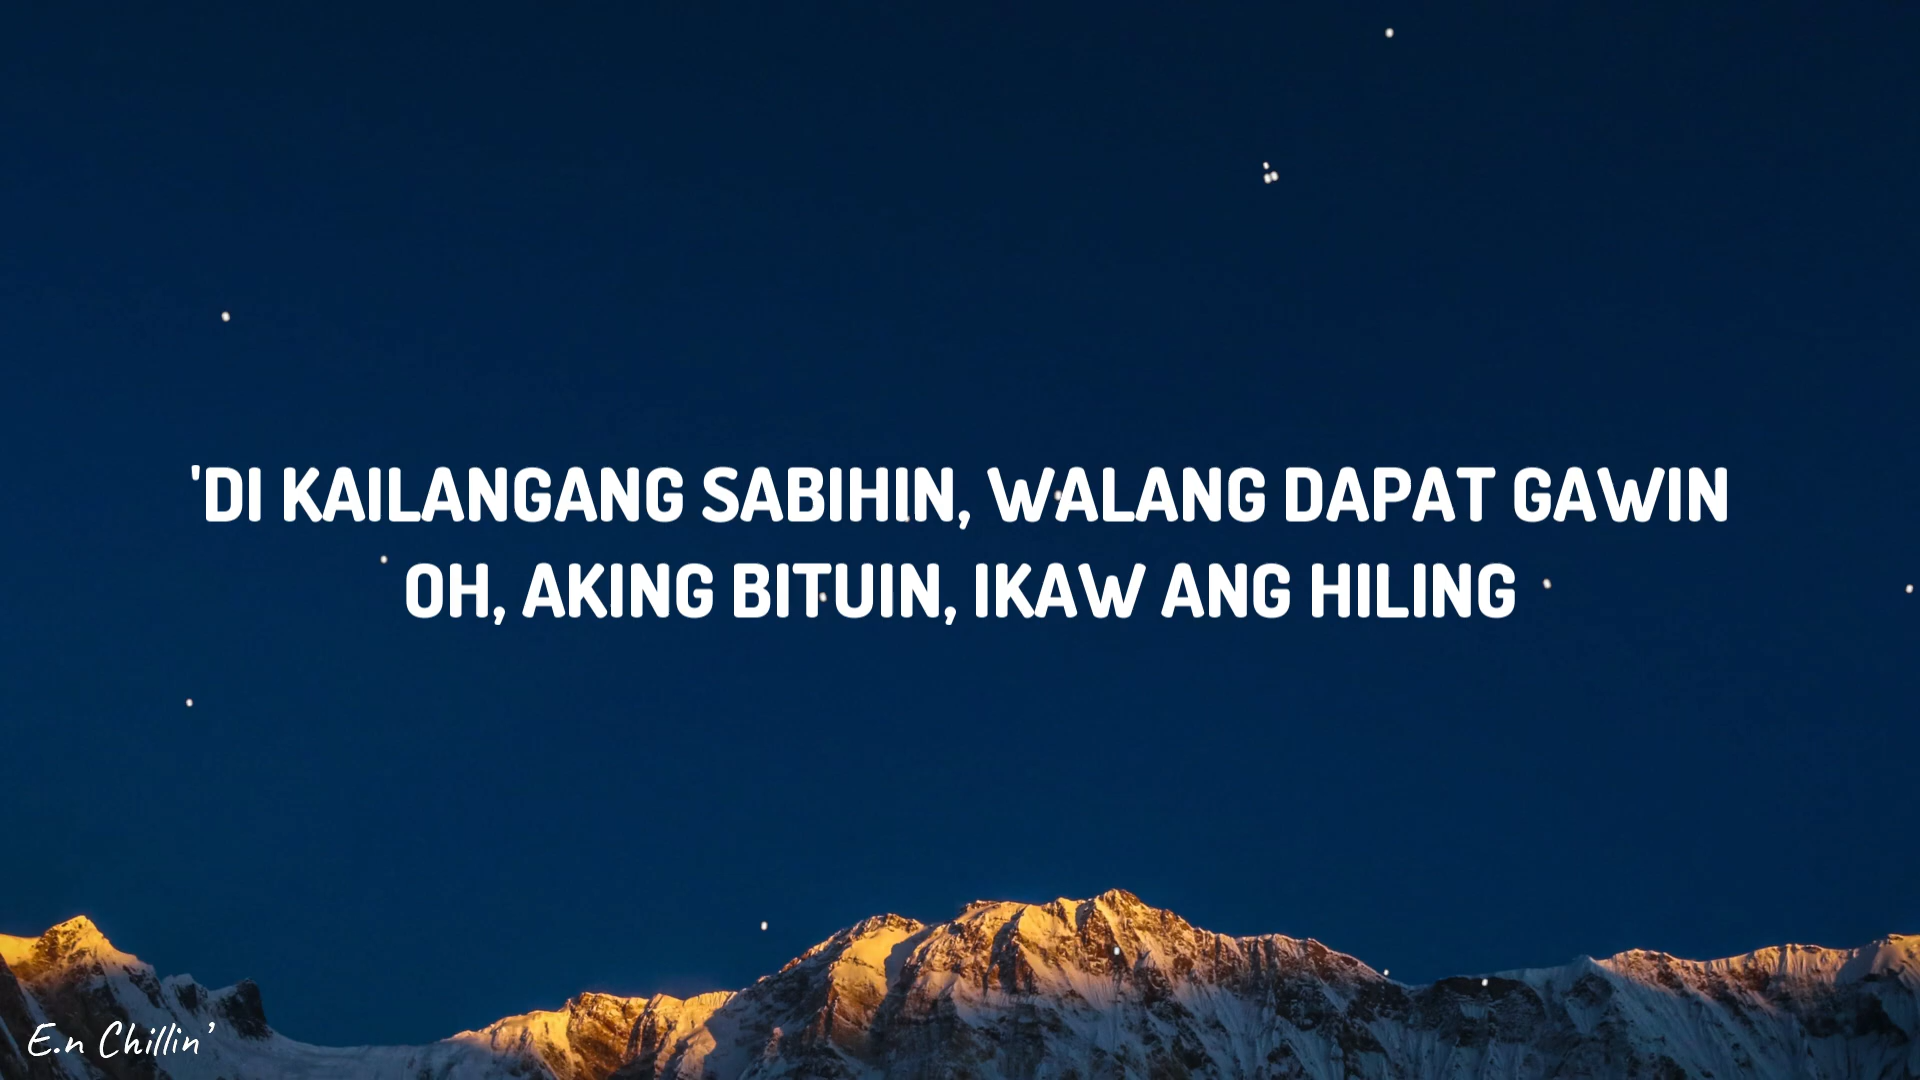 'DI KAILANGANG SABIHIN, WALANG DAPAT GAWIN
OH, AKING BITUIN, IKAW ANG HILING
E.n Chillin'